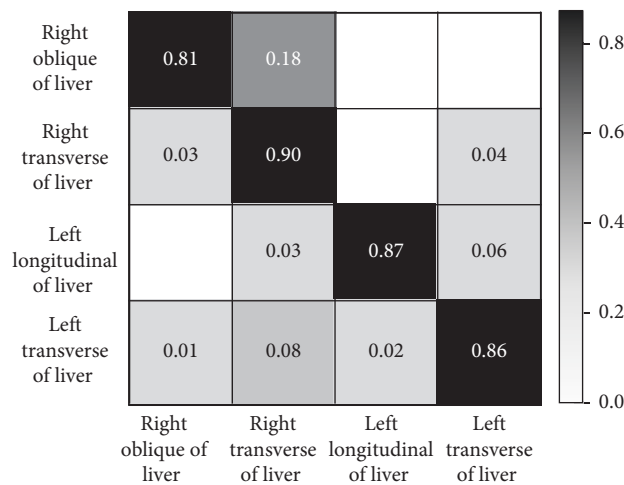 Right
oblique
of liver
0.81 0.18
Right
transverse
of liver
0.03 0.90 0.04
Left
longitudinal
of liver
0.03 0.87 0.06
Left
transverse
of liver
0.01 0.08 0.02 0.86
Right
oblique of
liver
Right
transverse
of liver
Left
longitudinal
of liver
Left
transverse
of liver
0.8
0.6
0.4
0.2
0.0